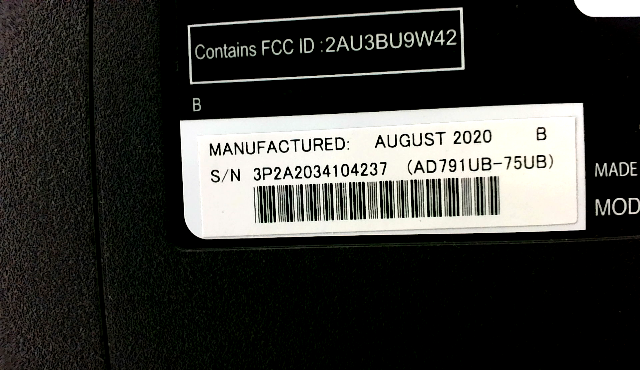 Contains FCC ID :2AU3BU9W42
B
MANUFACTURED: AUGUST 2020 B
S/N 3P2A2034104237 (AD791UB-75UB)
MADE
MOD